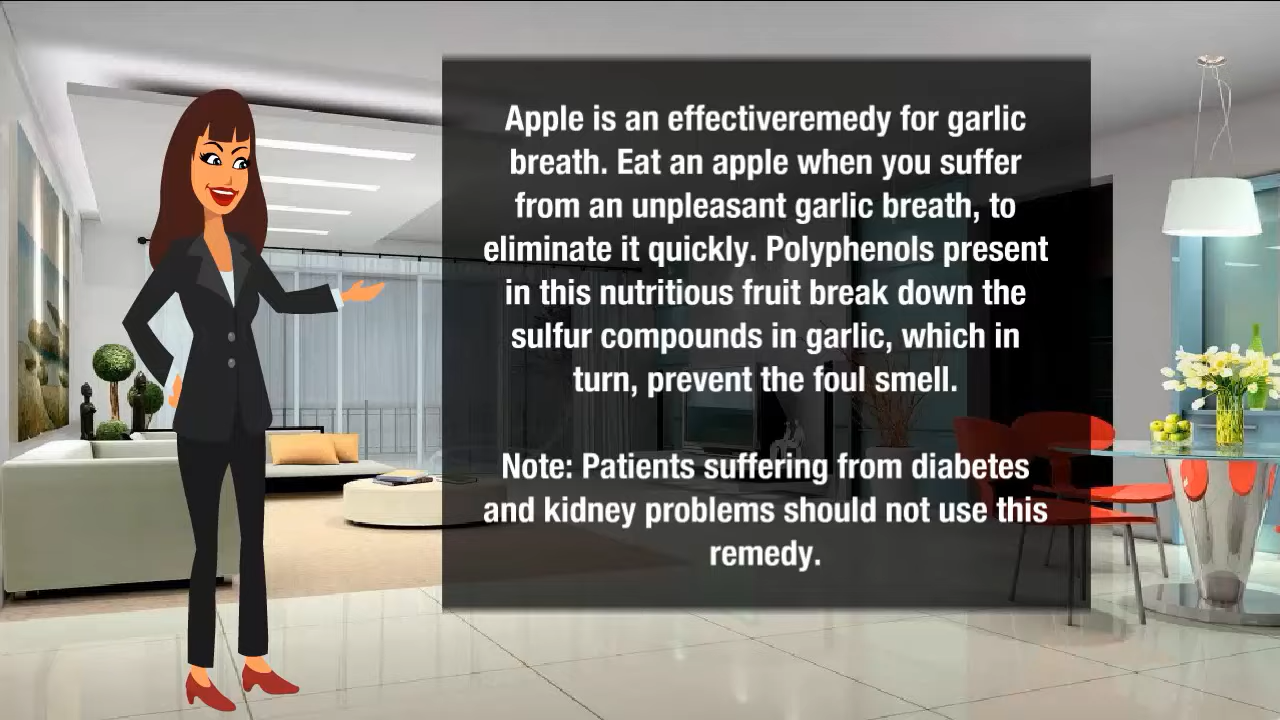 Apple is an effectiveremedy for garlic
breath. Eat an apple when you suffer
from an unpleasant garlic breath, to
eliminate it quickly. Polyphenols present
in this nutritious fruit break down the
sulfur compounds in garlic, which in
turn, prevent the foul smell.
Note: Patients suffering from diabetes
and kidney problems should not use this
remedy.